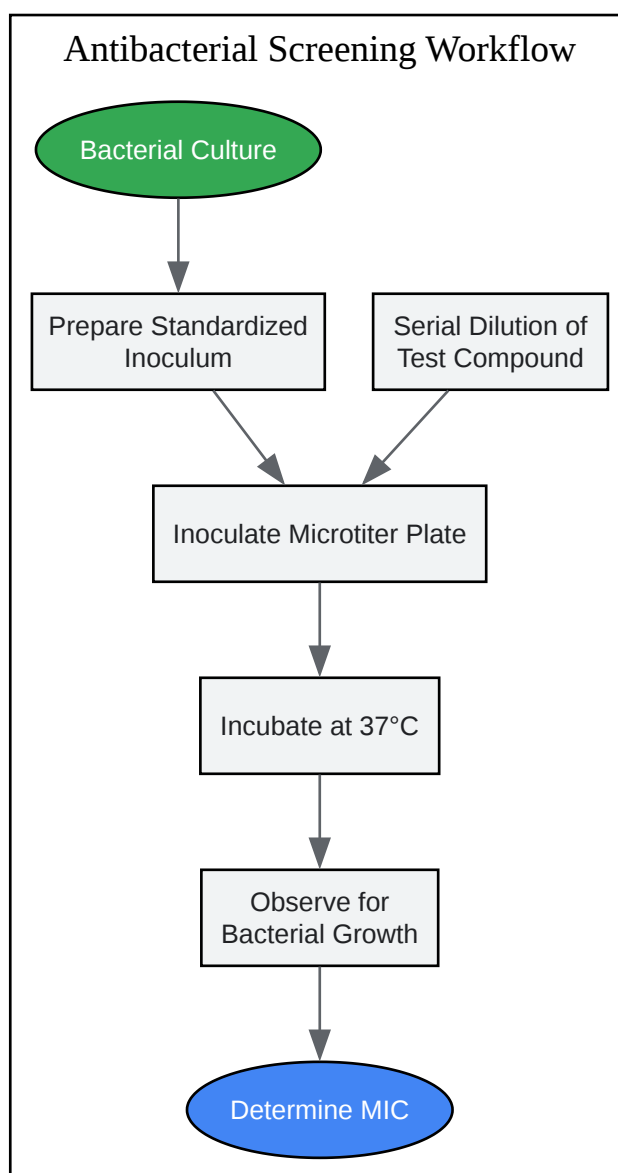 Antibacterial Screening Workflow
Bacterial Culture
Prepare Standardized
Inoculum
Serial Dilution of
Test Compound
Inoculate Microtiter Plate
Incubate at 37°C
Observe for
Bacterial Growth
Determine MIC